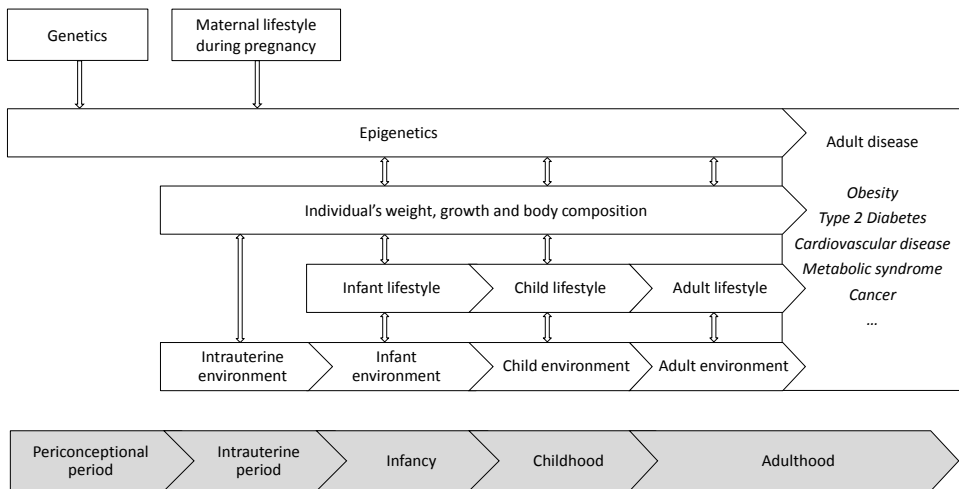 Genetics
Maternal lifestyle
during pregnancy
Epigenetics
Adult disease
Individual's weight, growth and body composition
Obesity
Type 2 Diabetes
Cardiovascular disease
Metabolic syndrome
Cancer
...
Infant lifestyle
Child lifestyle
Adult lifestyle
Intrauterine
environment
Infant
environment
Child environment
Adult environment
Periconceptional
period
Intrauterine
period
Infancy
Childhood
Adulthood